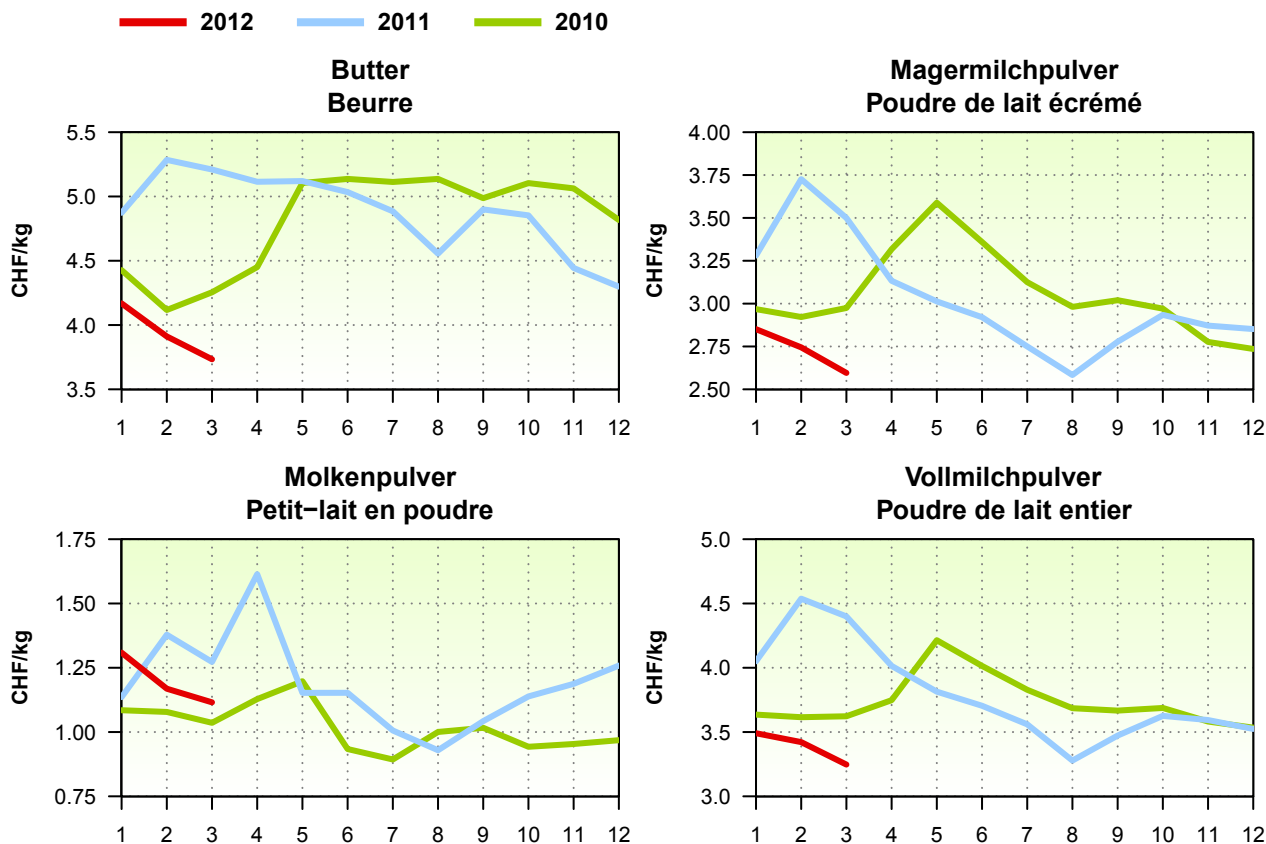 2012 2011 2010
Butter
Beurre
CHF/kg
5.5
5.0
4.5
4.0
3.5
1 2 3 4 5 6 7 8 9 10 11 12
Magermilchpulver
Poudre de lait écrémé
CHF/kg
4.00
3.75
3.50
3.25
3.00
2.75
2.50
1 2 3 4 5 6 7 8 9 10 11 12
Molkenpulver
Petit−lait en poudre
CHF/kg
1.75
1.50
1.25
1.00
0.75
1 2 3 4 5 6 7 8 9 10 11 12
Vollmilchpulver
Poudre de lait entier
CHF/kg
5.0
4.5
4.0
3.5
3.0
1 2 3 4 5 6 7 8 9 10 11 12